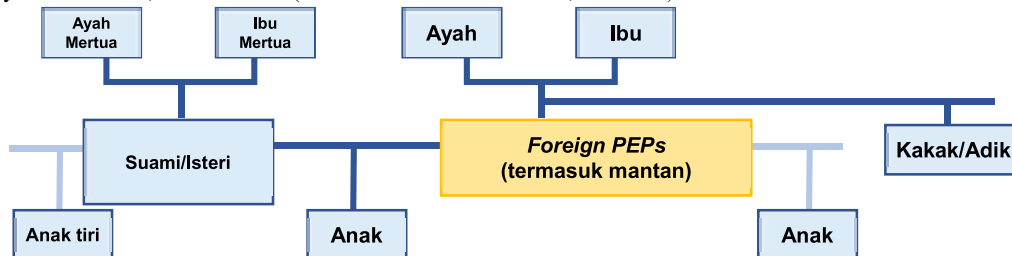 Ayah
Mertua
Ibu
Mertua
Ayah
Ibu
Suami/Isteri
Foreign PEPs
(termasuk mantan)
Kakak/Adik
Anak tiri
Anak
Anak